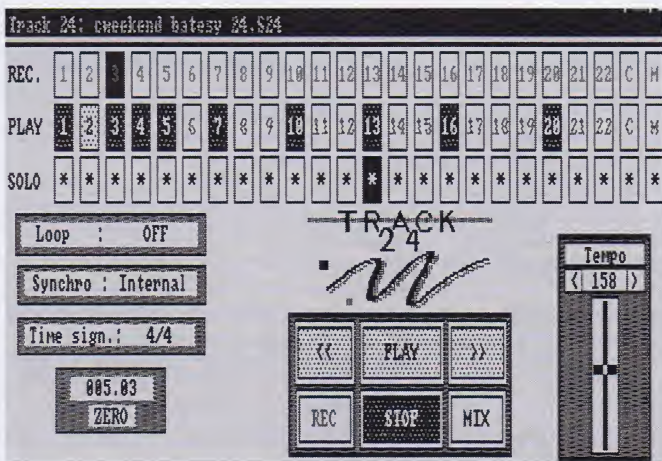 Track 24: cweekend batesy 24.S24
REC. 1 2 3 4 5 6 7 8 9 10 11 12 13 14 15 16 17 18 19 20 21 22 C M
PLAY 1 2 3 4 5 6 7 8 9 10 11 12 13 14 15 16 17 18 19 20 21 22 C M
SOLO * * * * * * * * * * * * * * * * * * * * * * * *
TRACK
24
Loop : OFF
Synchro : Internal
Time sign.: 4/4
005.03
ZERO
<< PLAY >>
REC STOP MIX
Tempo
< 158 >